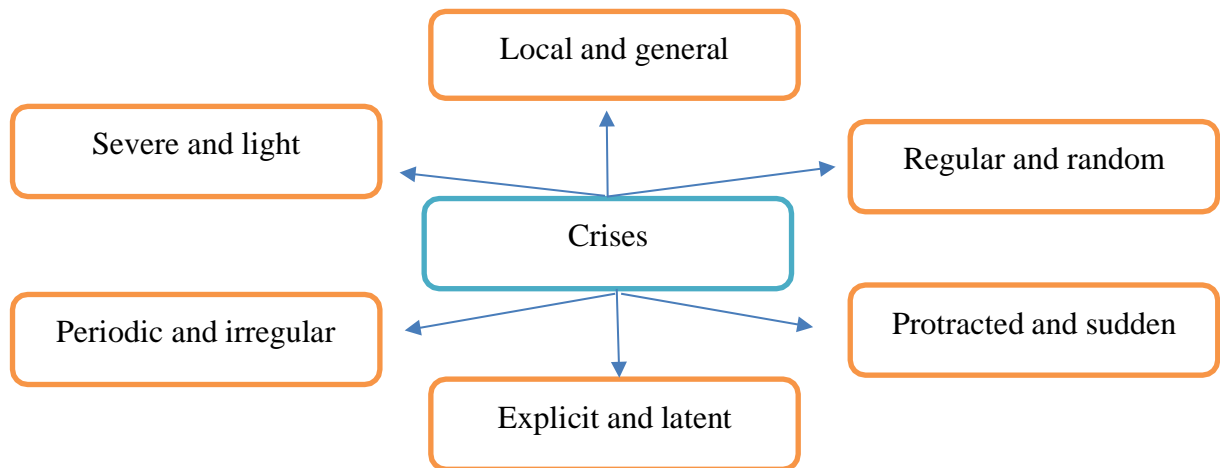 Local and general
Severe and light
Regular and random
Crises
Periodic and irregular
Protracted and sudden
Explicit and latent